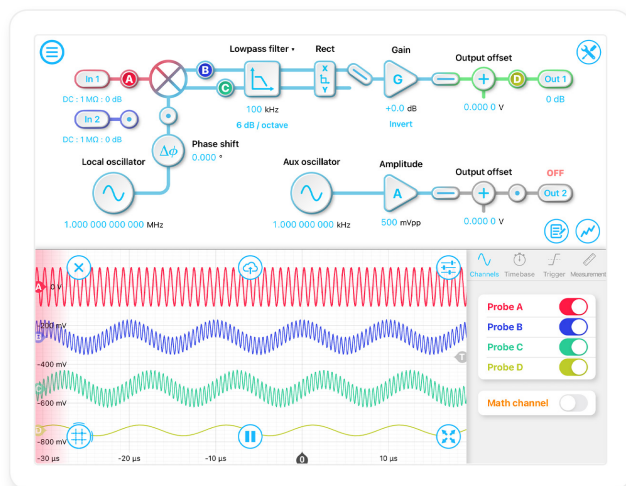 Lowpass filter
Rect
Gain
Output offset
In 1
A
B
C
X
Y
G
D
Out 1
DC : 1 MΩ : 0 dB
100 kHz
+0.0 dB
0.000 0 V
0 dB
In 2
6 dB / octave
Invert
DC : 1 MΩ : 0 dB
Δϕ
Phase shift
0.000 °
Local oscillator
Aux oscillator
Amplitude
Output offset
OFF
A
Out 2
1.000 000 000 000 MHz
1.000 000 000 000 kHz
500 mVpp
0.000 0 V
Channels
Timebase
Trigger
Measurement
A
0 V
Probe A
Probe B
Probe C
Probe D
-200 mV
B
T
-400 mV
C
-600 mV
Math channel
D
-800 mV
-30 µs
-20 µs
-10 µs
0
10 µs